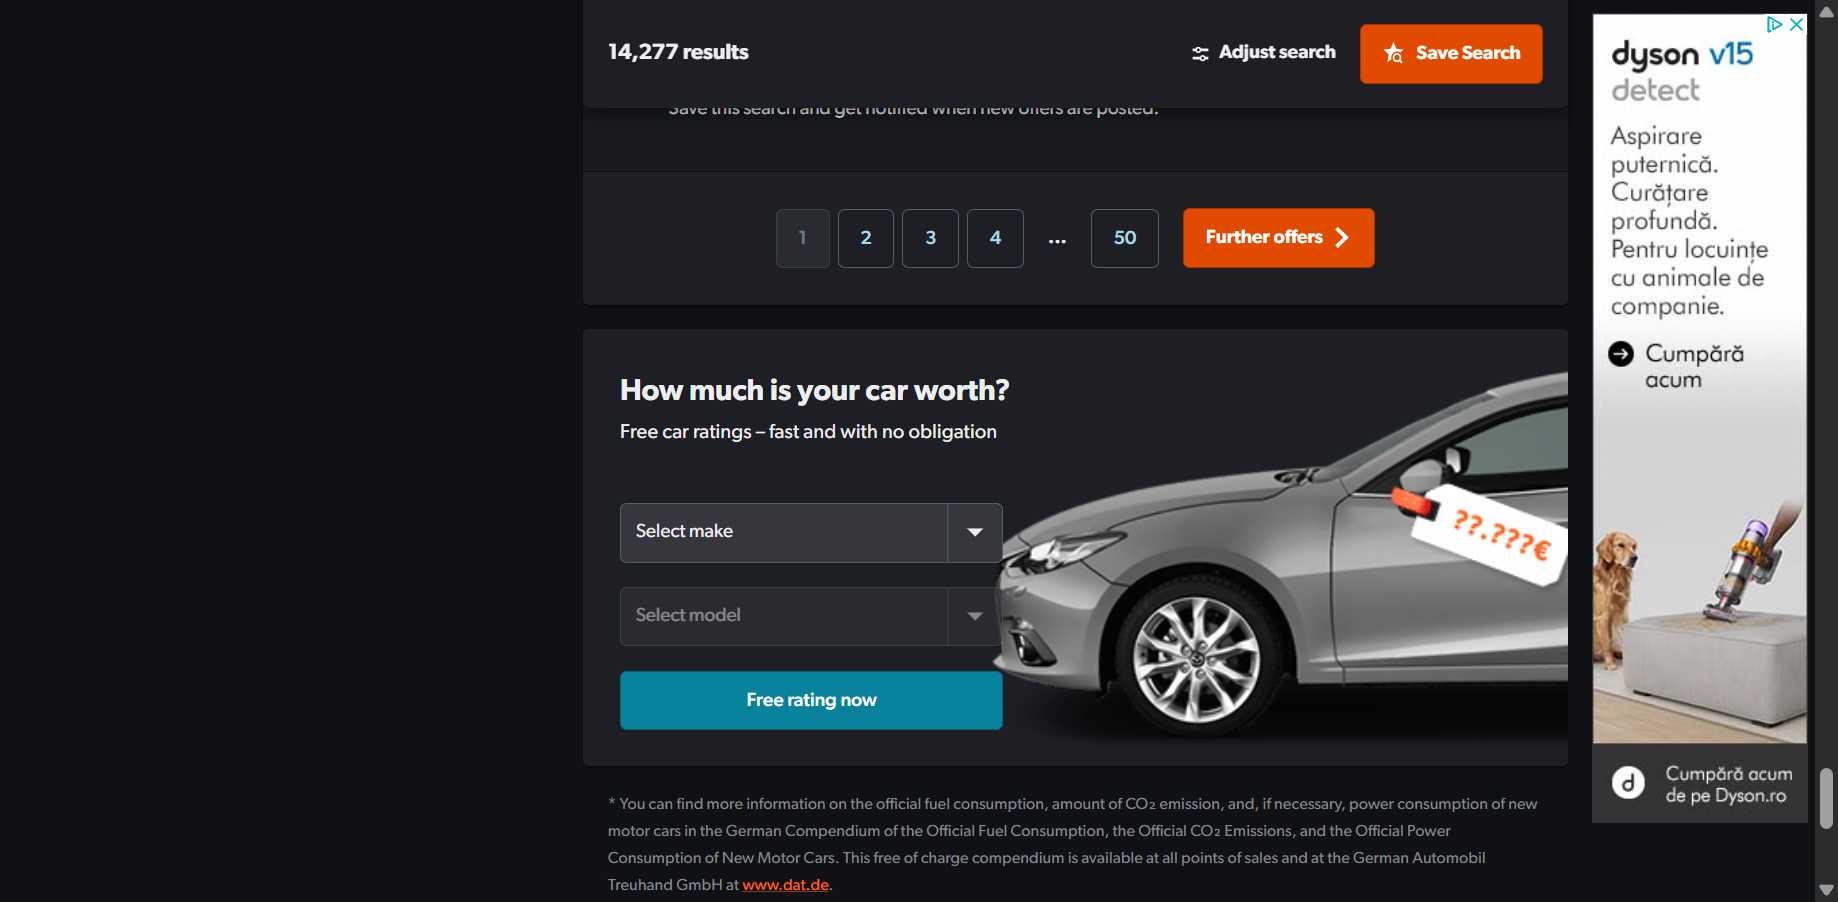 14,277 results
Adjust search
Save Search
Save this search and get notified when new offers are posted.
1
2
3
4
...
50
Further offers
How much is your car worth?
Free car ratings – fast and with no obligation
Select make
Select model
Free rating now
??.???€
* You can find more information on the official fuel consumption, amount of CO₂ emission, and, if necessary, power consumption of new
motor cars in the German Compendium of the Official Fuel Consumption, the Official CO₂ Emissions, and the Official Power
Consumption of New Motor Cars. This free of charge compendium is available at all points of sales and at the German Automobil
Treuhand GmbH at www.dat.de.
dyson v15
detect
Aspirare
puternică.
Curățare
profundă.
Pentru locuințe
cu animale de
companie.
Cumpără
acum
d
Cumpără acum
de pe Dyson.ro